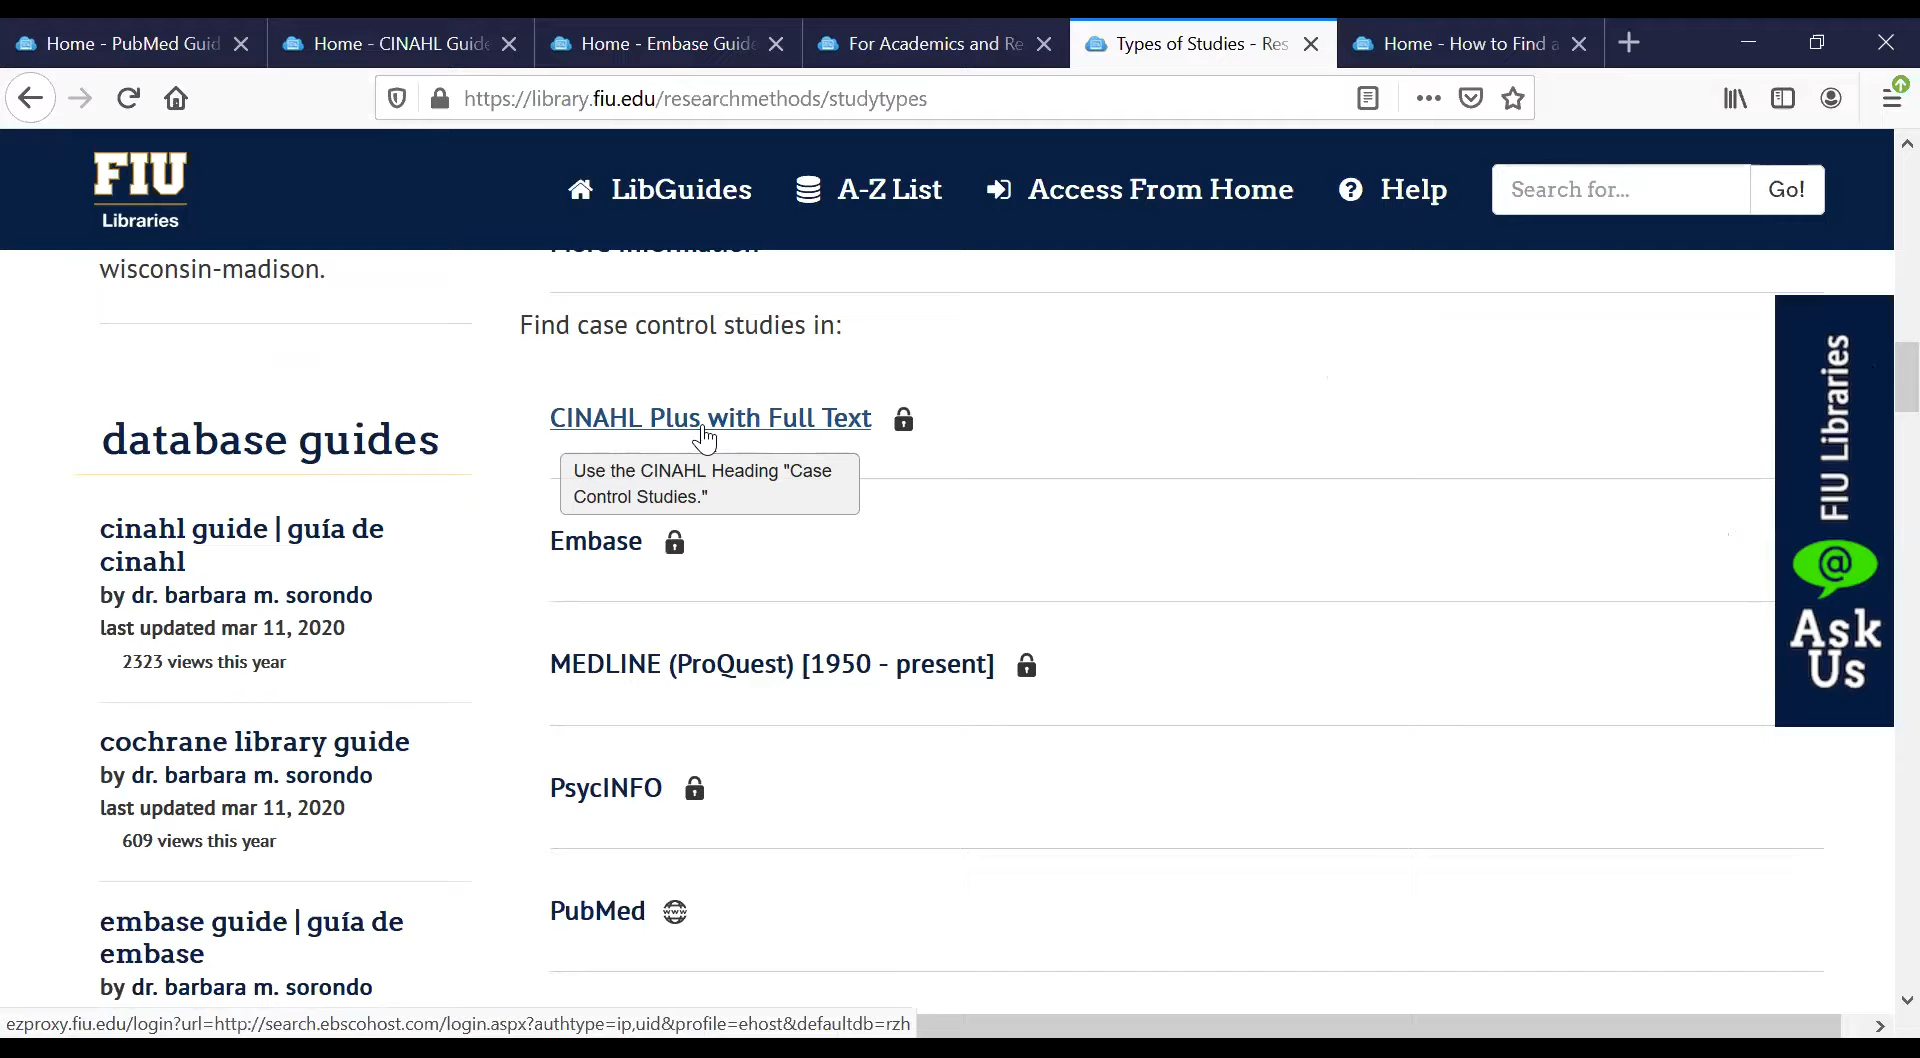 Home - PubMed Guid
Home - CINAHL Guide
Home - Embase Guide
For Academics and Re
Types of Studies - Res
Home - How to Find a
https://library.fiu.edu/researchmethods/studytypes
FIU
Libraries
LibGuides
A-Z List
Access From Home
Help
Search for...
Go!
wisconsin-madison.
More Information
Find case control studies in:
CINAHL Plus with Full Text
Use the CINAHL Heading "Case
Control Studies."
Embase
MEDLINE (ProQuest) [1950 - present]
PsycINFO
PubMed
www
database guides
cinahl guide | guía de
cinahl
by dr. barbara m. sorondo
last updated mar 11, 2020
2323 views this year
cochrane library guide
by dr. barbara m. sorondo
last updated mar 11, 2020
609 views this year
embase guide | guía de
embase
by dr. barbara m. sorondo
FIU Libraries
@
Ask
Us
ezproxy.fiu.edu/login?url=http://search.ebscohost.com/login.aspx?authtype=ip,uid&profile=ehost&defaultdb=rzh